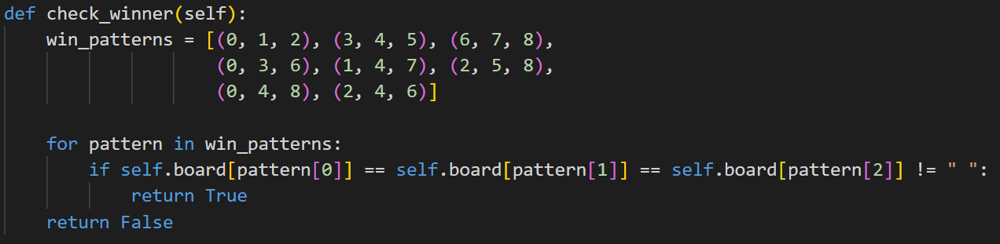 def check_winner(self):
    win_patterns = [(0, 1, 2), (3, 4, 5), (6, 7, 8),
                    (0, 3, 6), (1, 4, 7), (2, 5, 8),
                    (0, 4, 8), (2, 4, 6)]

    for pattern in win_patterns:
        if self.board[pattern[0]] == self.board[pattern[1]] == self.board[pattern[2]] != " ":
            return True
    return False